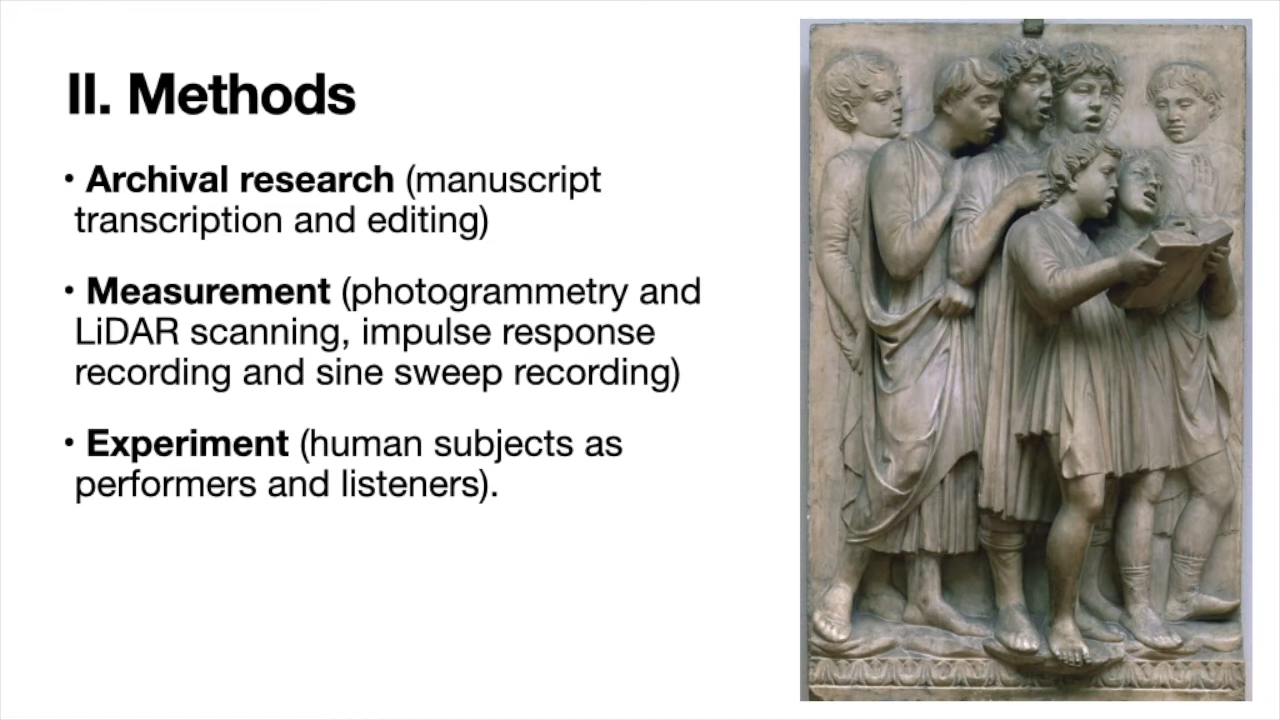 II. Methods
• Archival research (manuscript
transcription and editing)
• Measurement (photogrammetry and
LiDAR scanning, impulse response
recording and sine sweep recording)
• Experiment (human subjects as
performers and listeners).